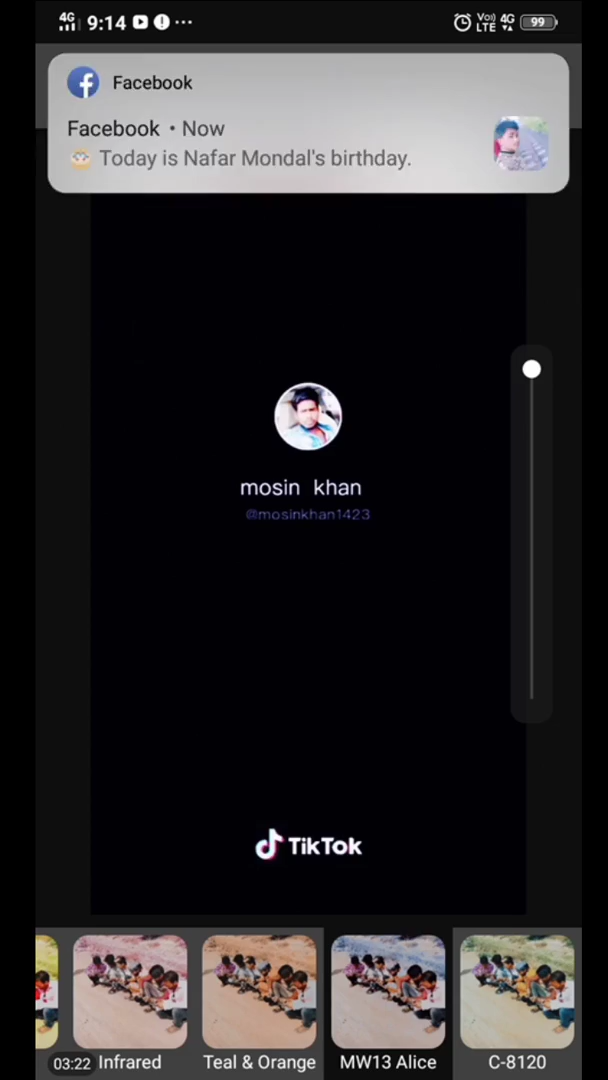 4G 9:14
Vo) LTE 4G 99
Facebook
Facebook • Now
Today is Nafar Mondal's birthday.
mosin khan
@mosinkhan1423
TikTok
03:22 Infrared
Teal & Orange
MW13 Alice
C-8120